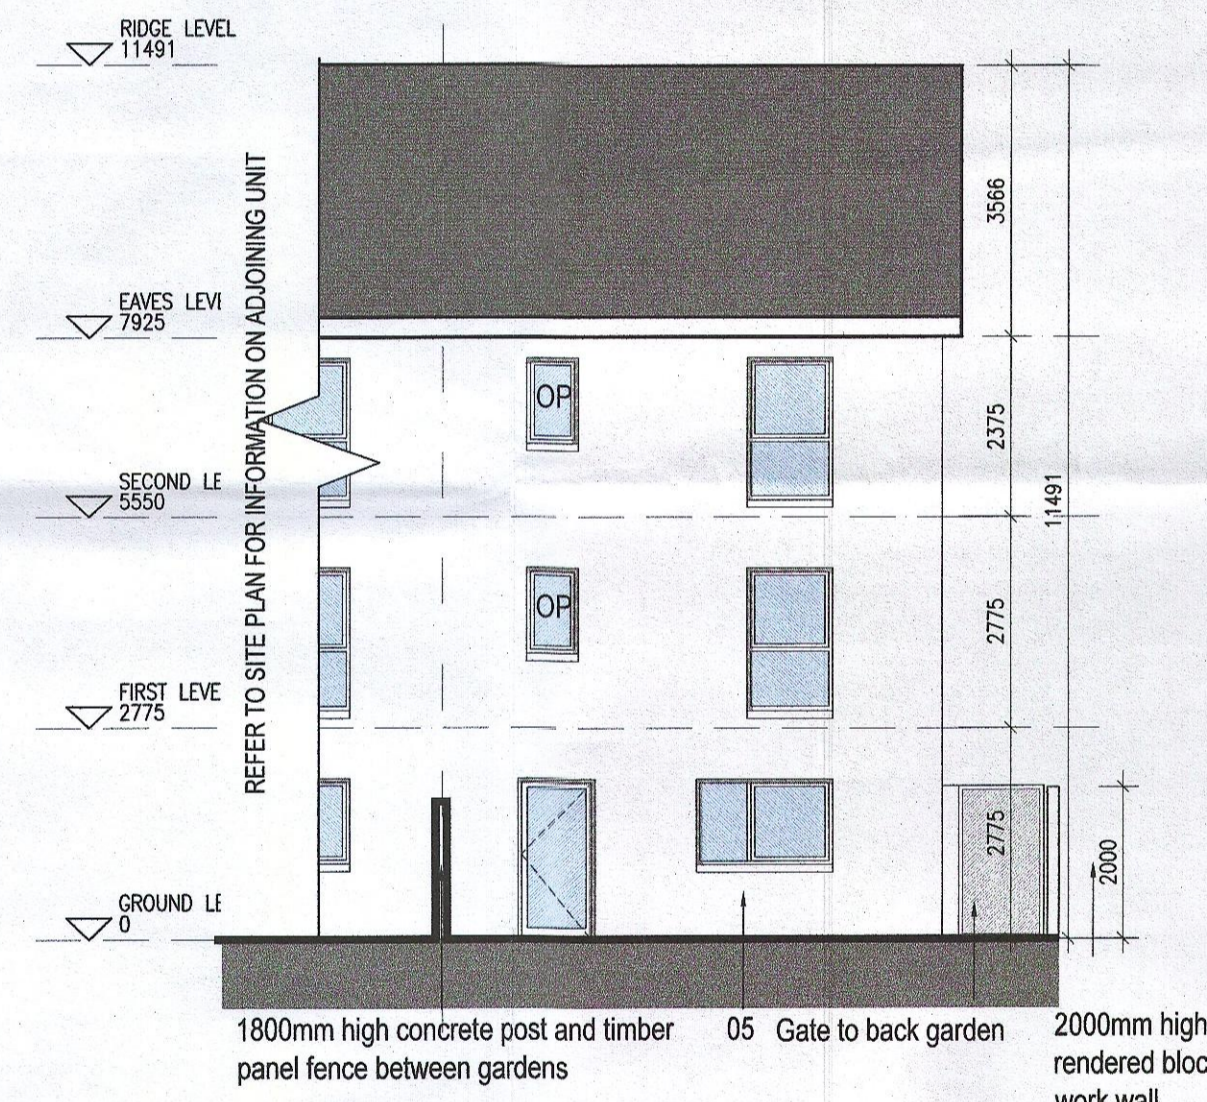 RIDGE LEVEL
11491
EAVES LEVE
7925
SECOND LE
5550
FIRST LEVE
2775
GROUND LE
0
REFER TO SITE PLAN FOR INFORMATION ON ADJOINING UNIT
OP
OP
3566
2375
2775
2775
11491
2000
1800mm high concrete post and timber
panel fence between gardens
05
Gate to back garden
2000mm high
rendered bloc
work wall